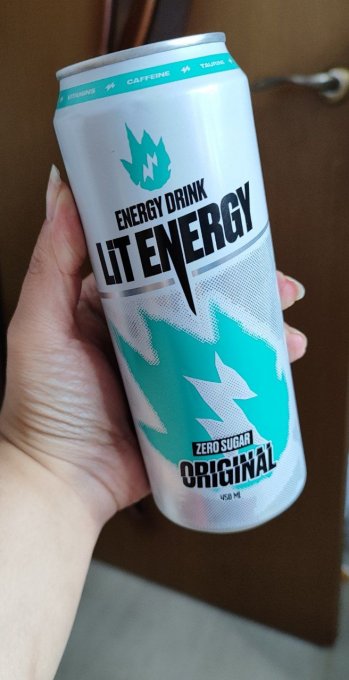 VITAMINS CAFFEINE TAURINE
ENERGY DRINK
LIT ENERGY
ZERO SUGAR
ORIGINAL
450 ML